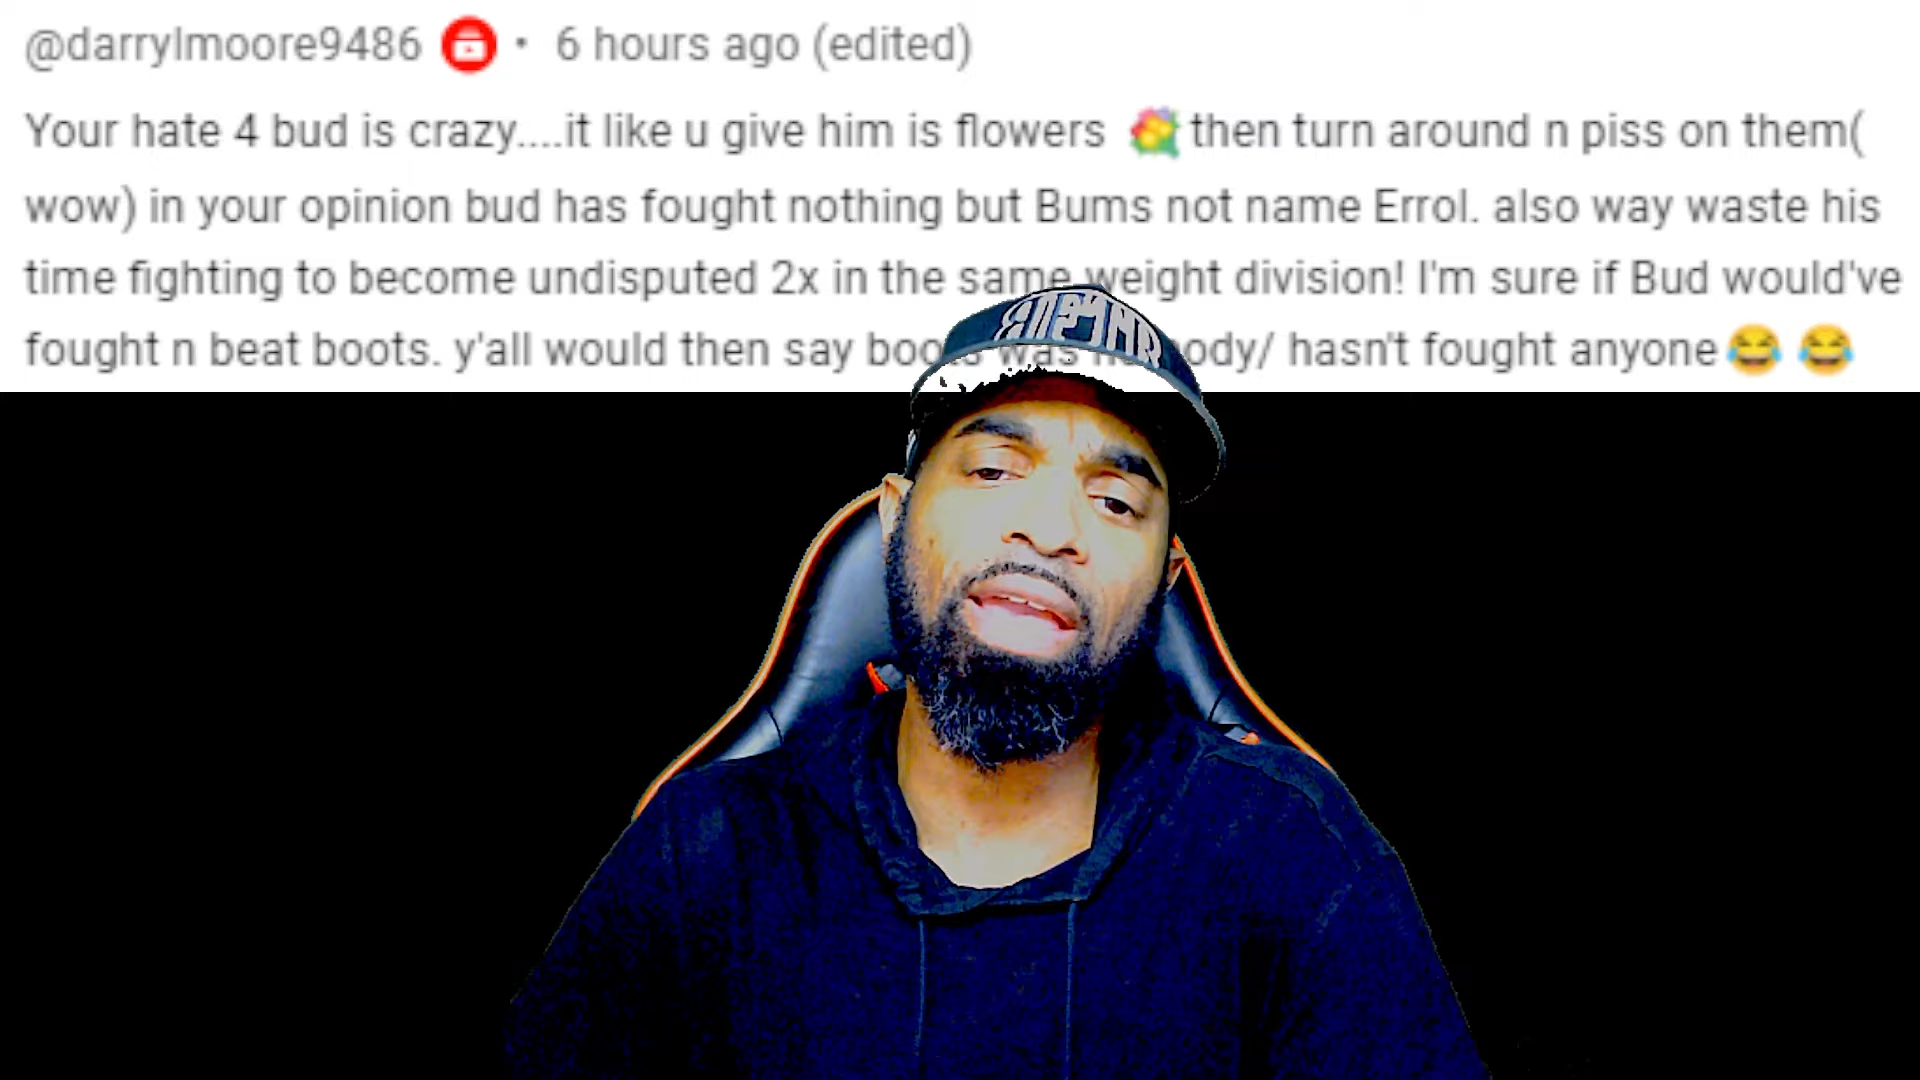 @darrylmoore9486 • 6 hours ago (edited)
Your hate 4 bud is crazy....it like u give him is flowers 💐 then turn around n piss on them(
wow) in your opinion bud has fought nothing but Bums not name Errol. also way waste his
time fighting to become undisputed 2x in the same weight division! I'm sure if Bud would've
fought n beat boots. y'all would then say boots was / hasn't fought anyone😂 😂